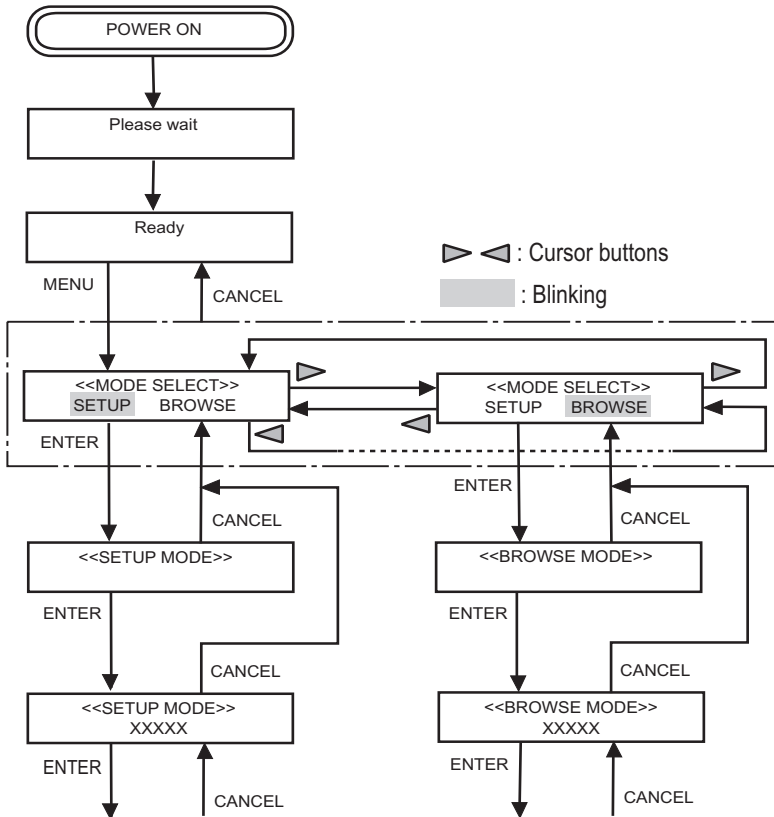 POWER ON
Please wait
Ready
: Cursor buttons
MENU
CANCEL
: Blinking
<<MODE SELECT>>
SETUP BROWSE
<<MODE SELECT>>
SETUP BROWSE
ENTER
CANCEL
ENTER
CANCEL
<<SETUP MODE>>
<<BROWSE MODE>>
ENTER
CANCEL
ENTER
CANCEL
<<SETUP MODE>>
XXXXX
<<BROWSE MODE>>
XXXXX
ENTER
CANCEL
ENTER
CANCEL